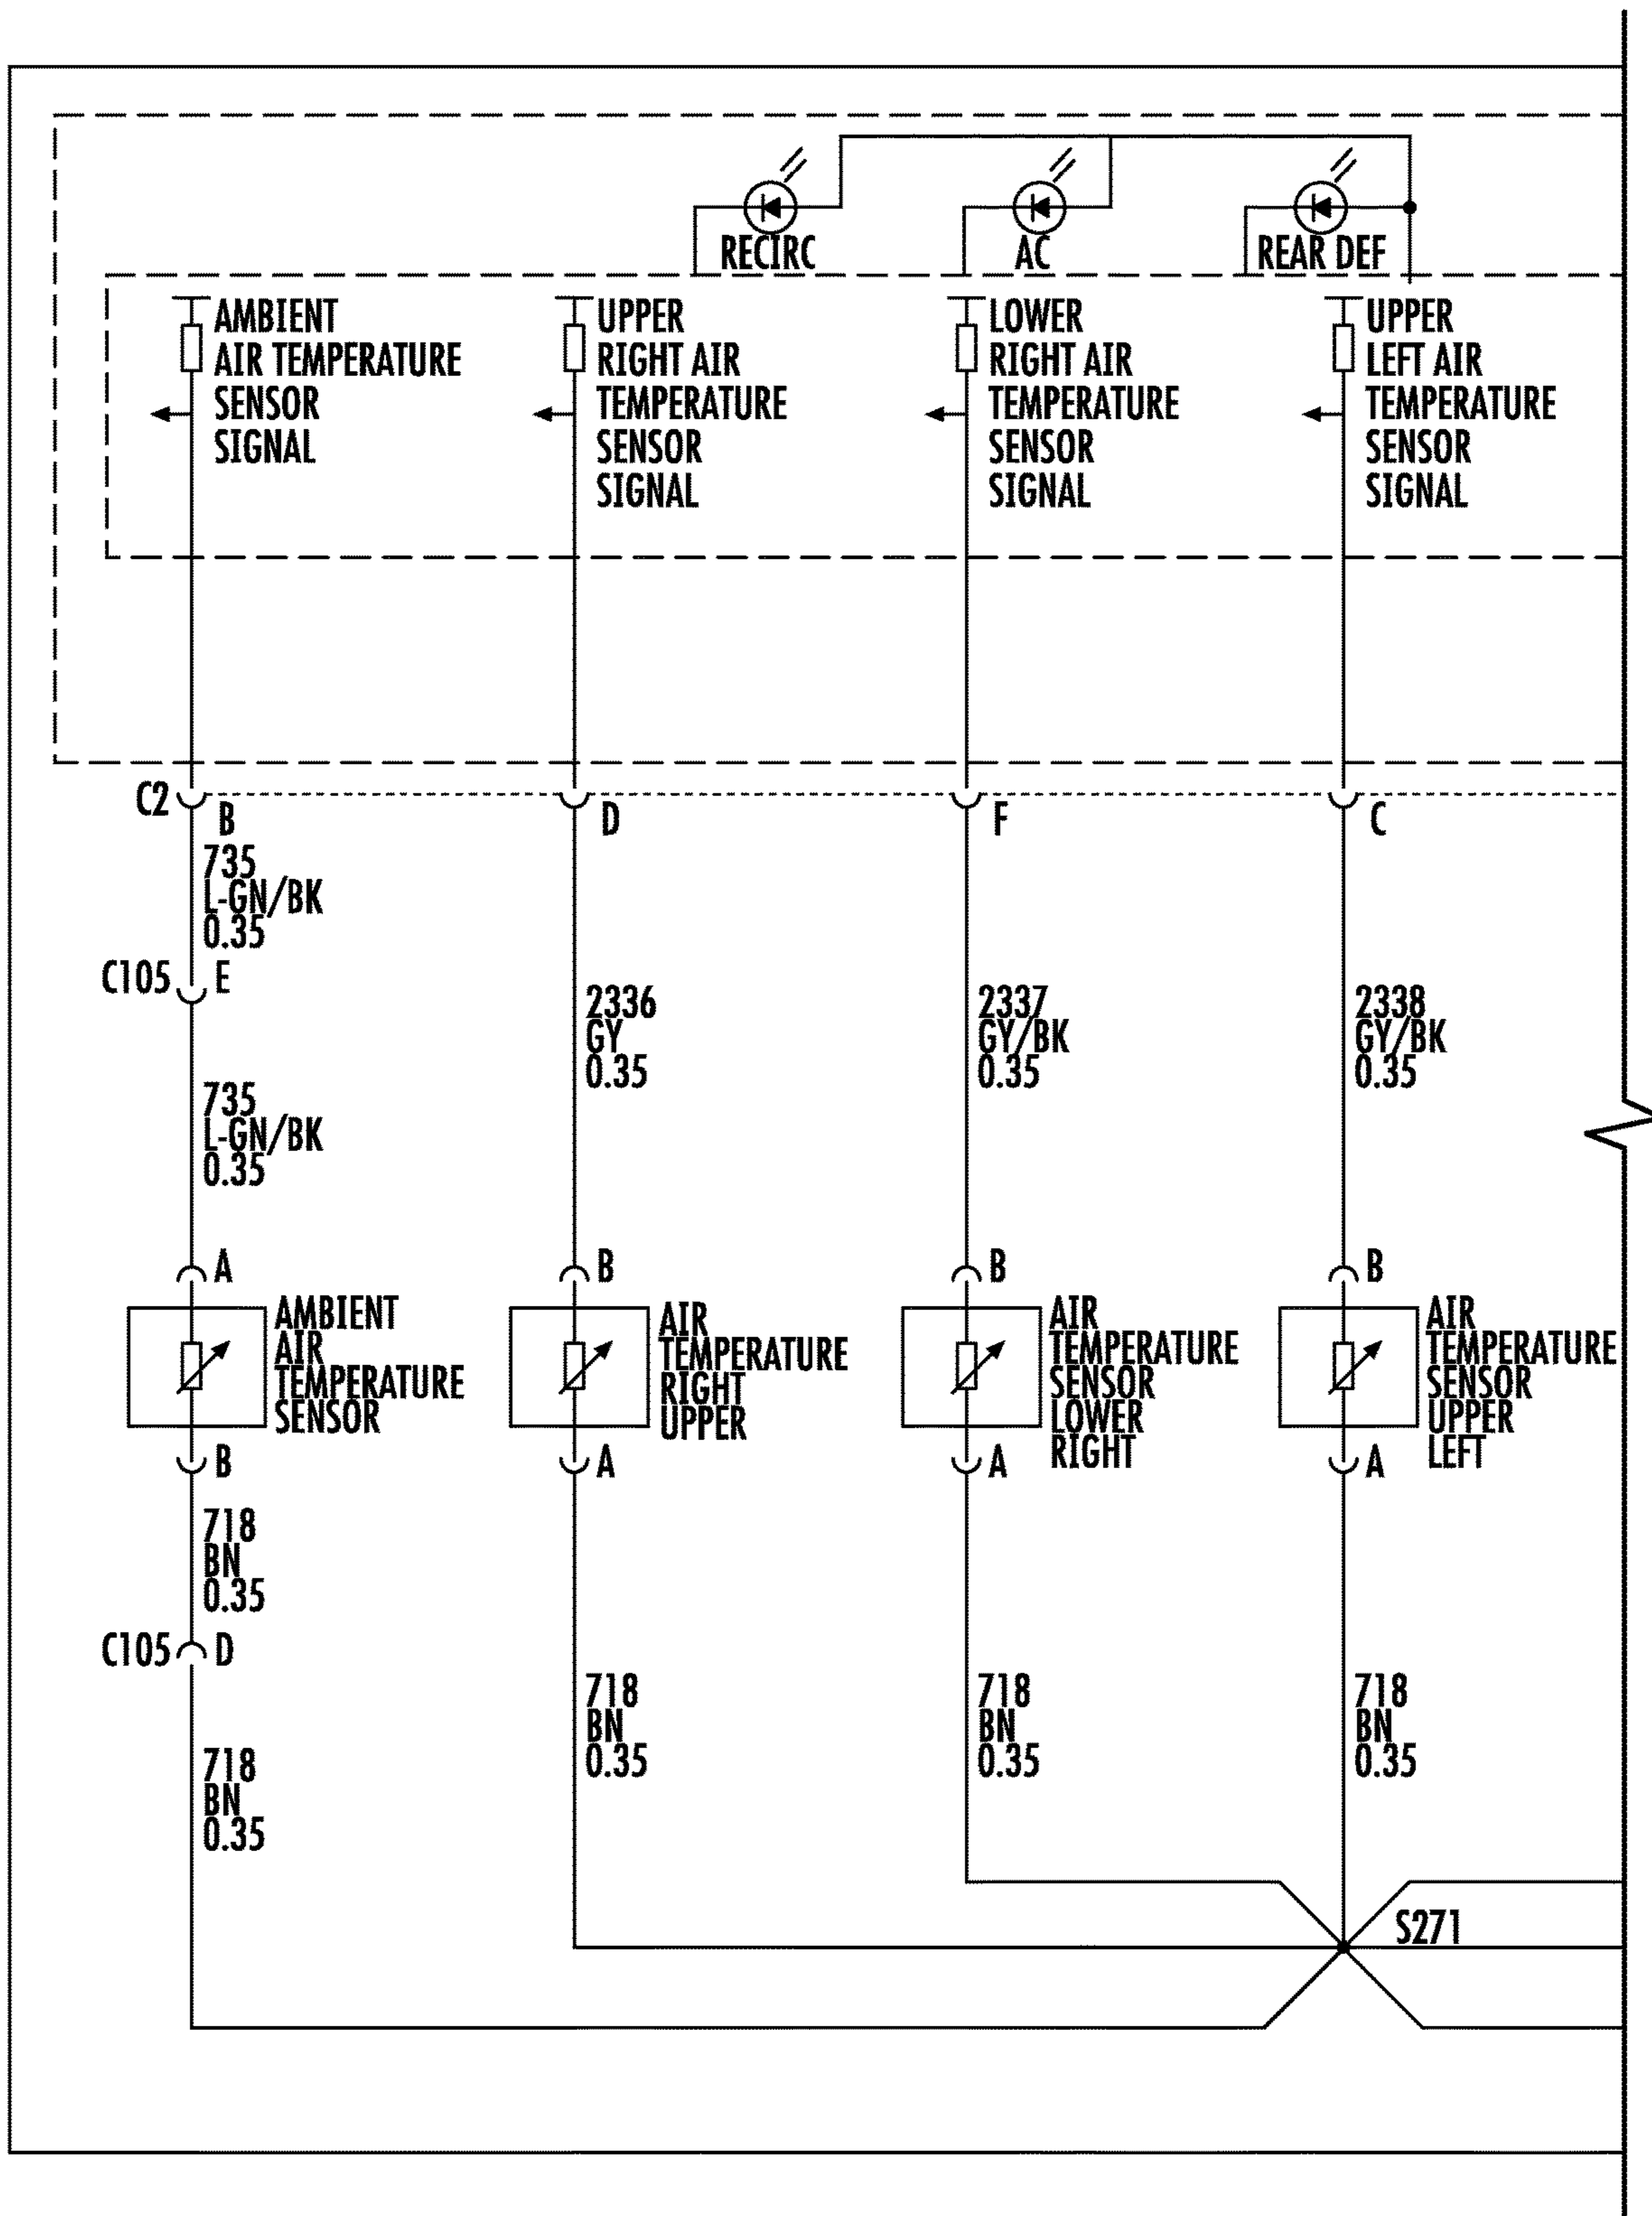 RECIRC
AC
REAR DEF
AMBIENT
AIR TEMPERATURE
SENSOR
SIGNAL
UPPER
RIGHT AIR
TEMPERATURE
SENSOR
SIGNAL
LOWER
RIGHT AIR
TEMPERATURE
SENSOR
SIGNAL
UPPER
LEFT AIR
TEMPERATURE
SENSOR
SIGNAL
C2
B
D
F
C
735
L-GN/BK
0.35
C105 E
2336
GY
0.35
2337
GY/BK
0.35
2338
GY/BK
0.35
735
L-GN/BK
0.35
A
B
B
B
AMBIENT
AIR
TEMPERATURE
SENSOR
AIR
TEMPERATURE
RIGHT
UPPER
AIR
TEMPERATURE
SENSOR
LOWER
RIGHT
AIR
TEMPERATURE
SENSOR
UPPER
LEFT
B
A
A
A
718
BN
0.35
C105 D
718
BN
0.35
718
BN
0.35
718
BN
0.35
718
BN
0.35
S271